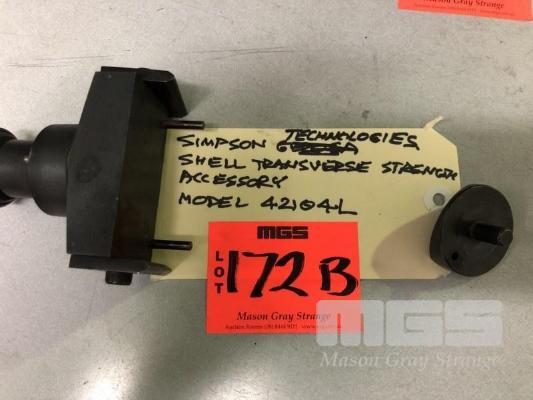 Mason Gray Strange
SIMPSON TECHNOLOGIES
SHELL TRANSVERSE STRENGTH
ACCESSORY
MODEL 42104-L
MGS
LOT
172B
Mason Gray Strange
MGS
Mason Gray Strange